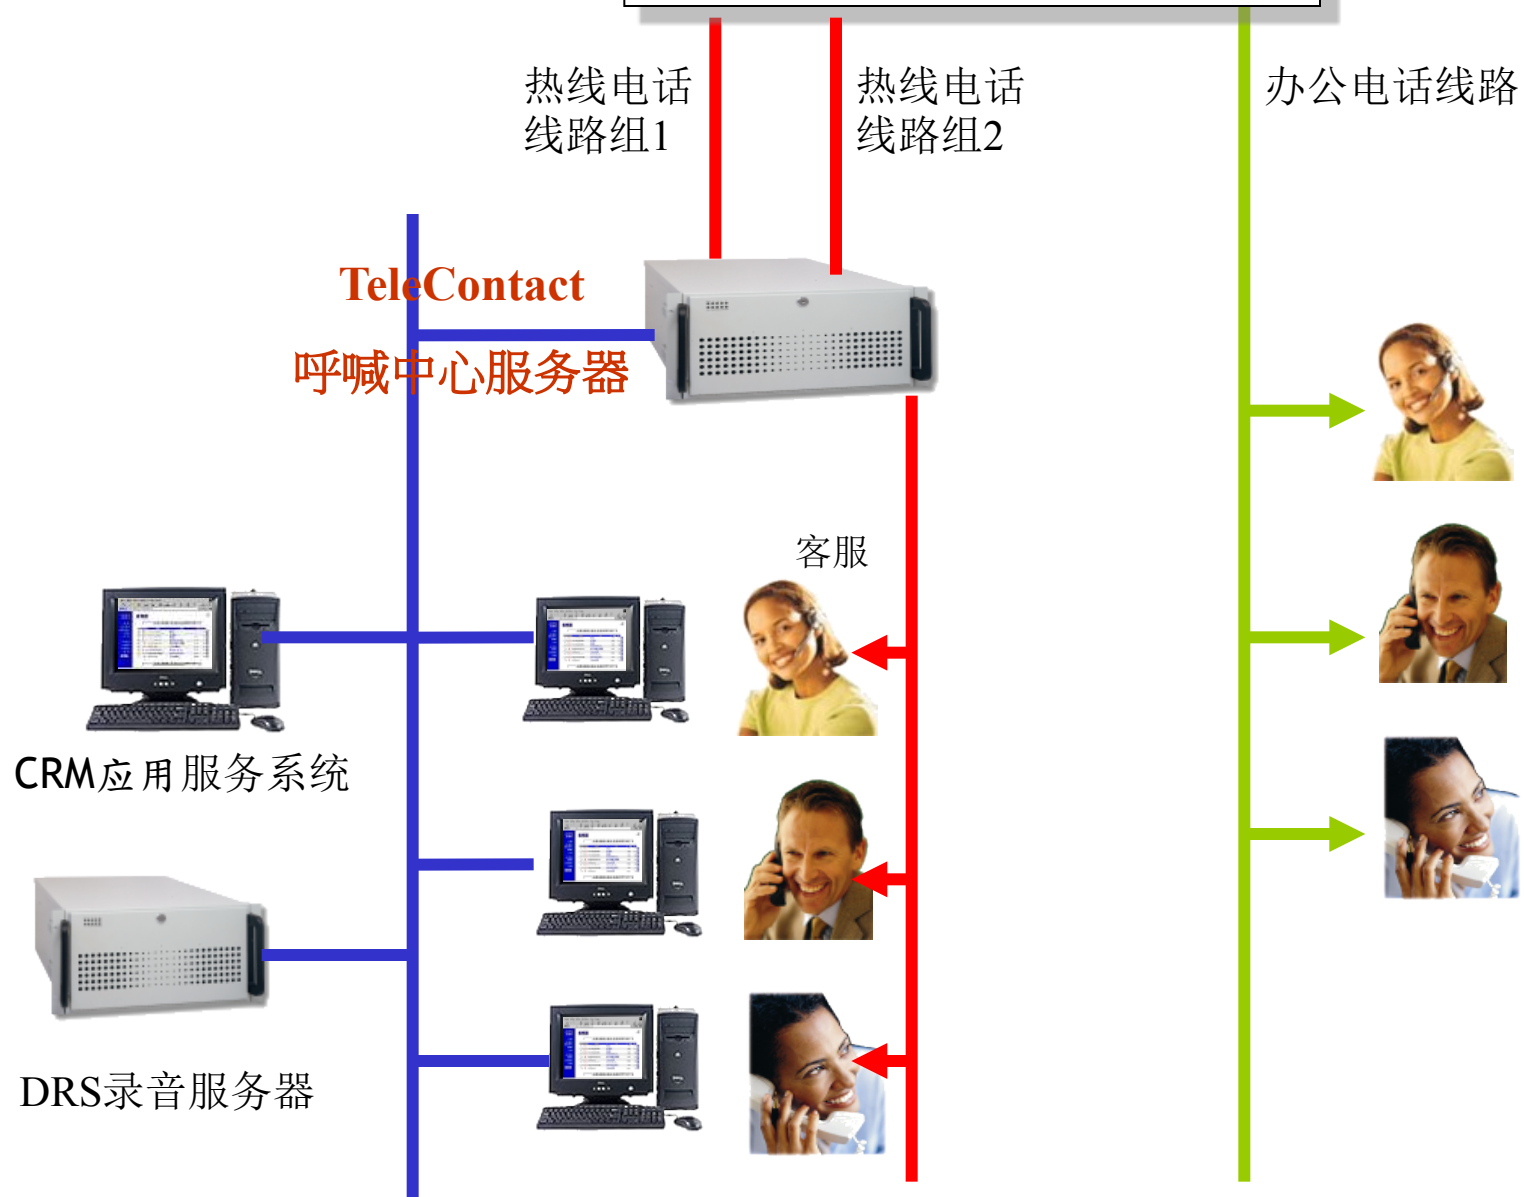 热线电话
线路组1
热线电话
线路组2
办公电话线路
TeleContact
呼喊中心服务器
客服
CRM应用服务系统
DRS录音服务器